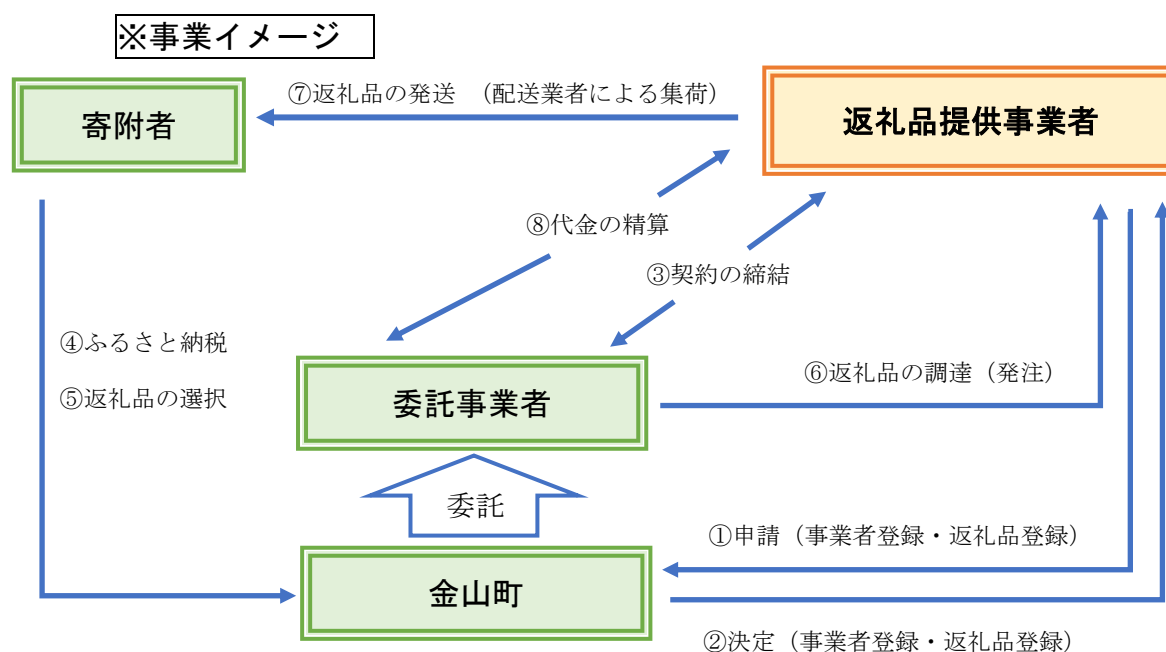 ※事業イメージ
⑦返礼品の発送 (配送業者による集荷)
寄附者
返礼品提供事業者
⑧代金の精算
③契約の締結
④ふるさと納税
⑤返礼品の選択
⑥返礼品の調達(発注)
委託事業者
委託
①申請(事業者登録・返礼品登録)
金山町
②決定(事業者登録・返礼品登録)